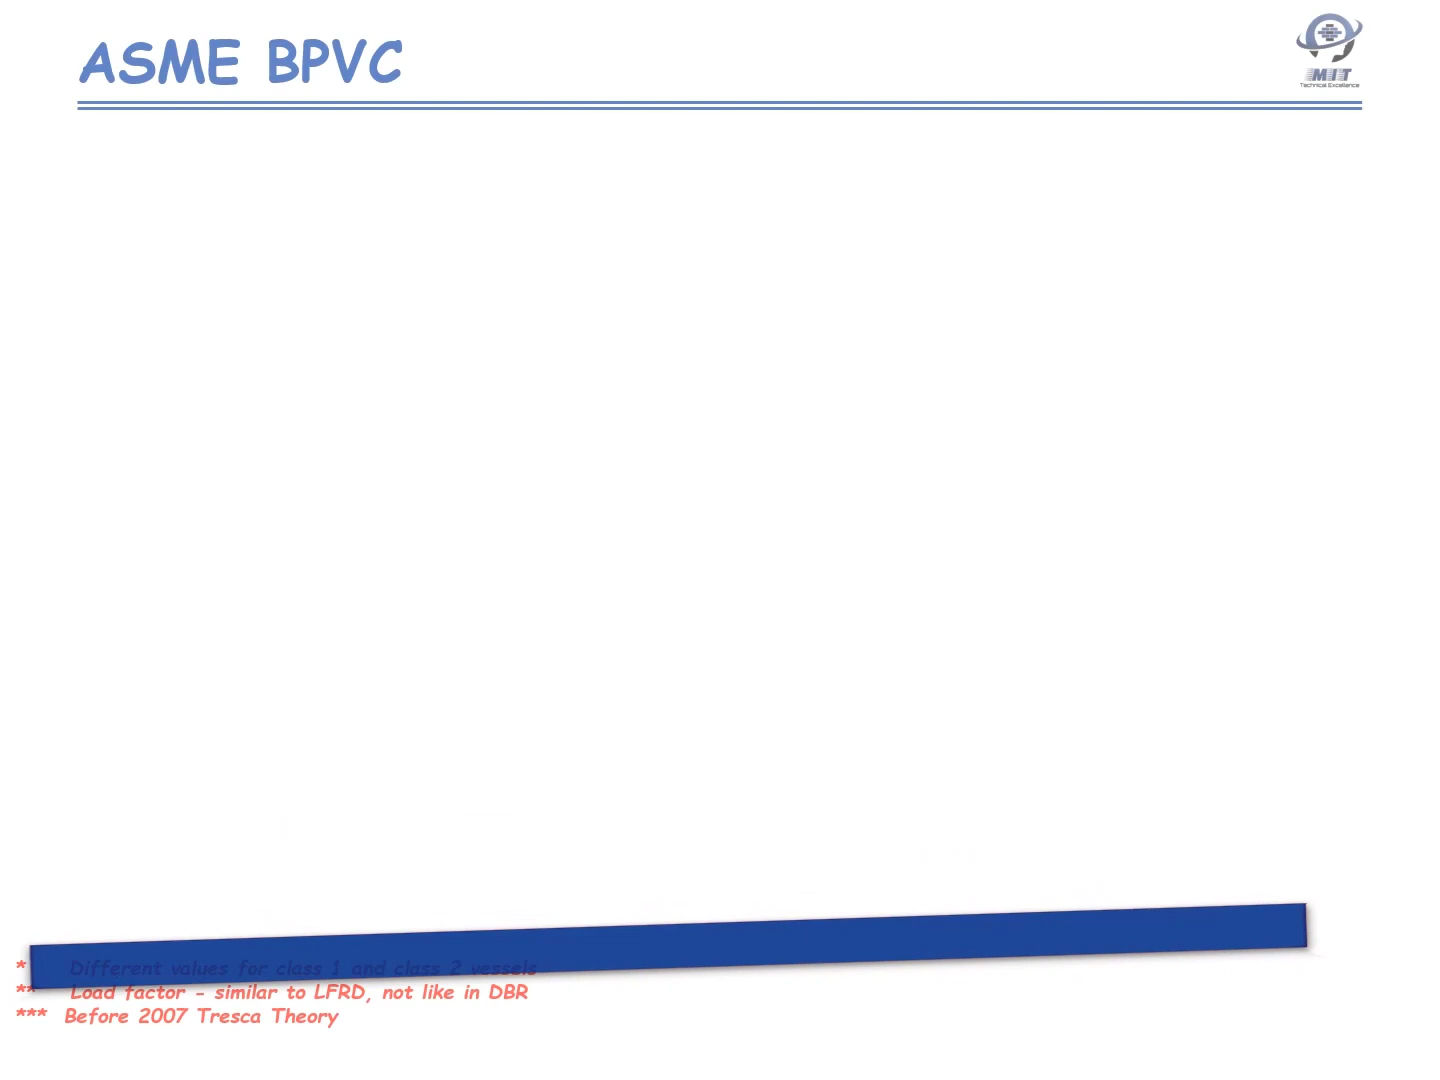 ASME BPVC
MIT
Technical Excellence
* Different values for class 1 and class 2 vessels
** Load factor - similar to LFRD, not like in DBR
*** Before 2007 Tresca Theory